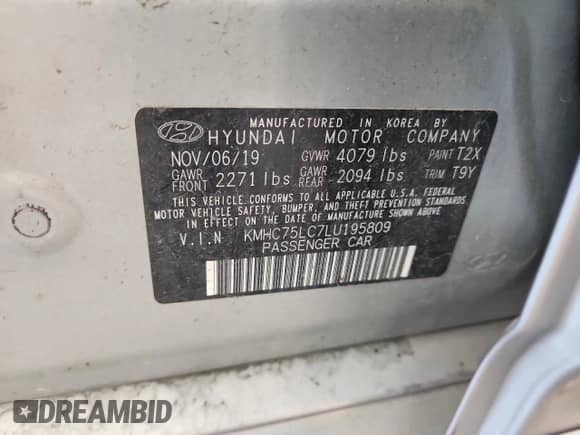 MANUFACTURED IN KOREA BY
HYUNDAI MOTOR COMPANY
NOV/06/19 GVWR 4079 lbs PAINT T2X
GAWR FRONT 2271 lbs GAWR REAR 2094 lbs TRIM T9Y
THIS VEHICLE CONFORMS TO ALL APPLICABLE U.S.A. FEDERAL
MOTOR VEHICLE SAFETY, BUMPER, AND THEFT PREVENTION STANDARDS
IN EFFECT ON THE DATE OF MANUFACTURE SHOWN ABOVE.
V.I.N KMHC75LC7LU195809
PASSENGER CAR
DREAMBID